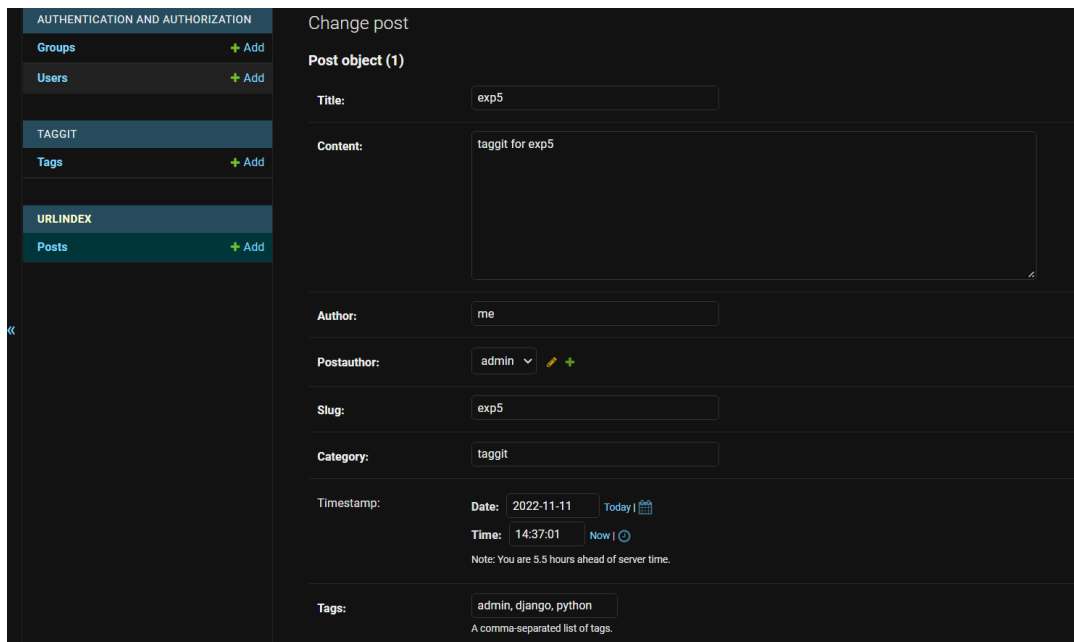 AUTHENTICATION AND AUTHORIZATION
Groups + Add
Users + Add
TAGGIT
Tags + Add
URLINDEX
Posts + Add
«
Change post
Post object (1)
Title: exp5
Content: taggit for exp5
Author: me
Postauthor: admin
Slug: exp5
Category: taggit
Timestamp: Date: 2022-11-11 Today |
Time: 14:37:01 Now |
Note: You are 5.5 hours ahead of server time.
Tags: admin, django, python
A comma-separated list of tags.